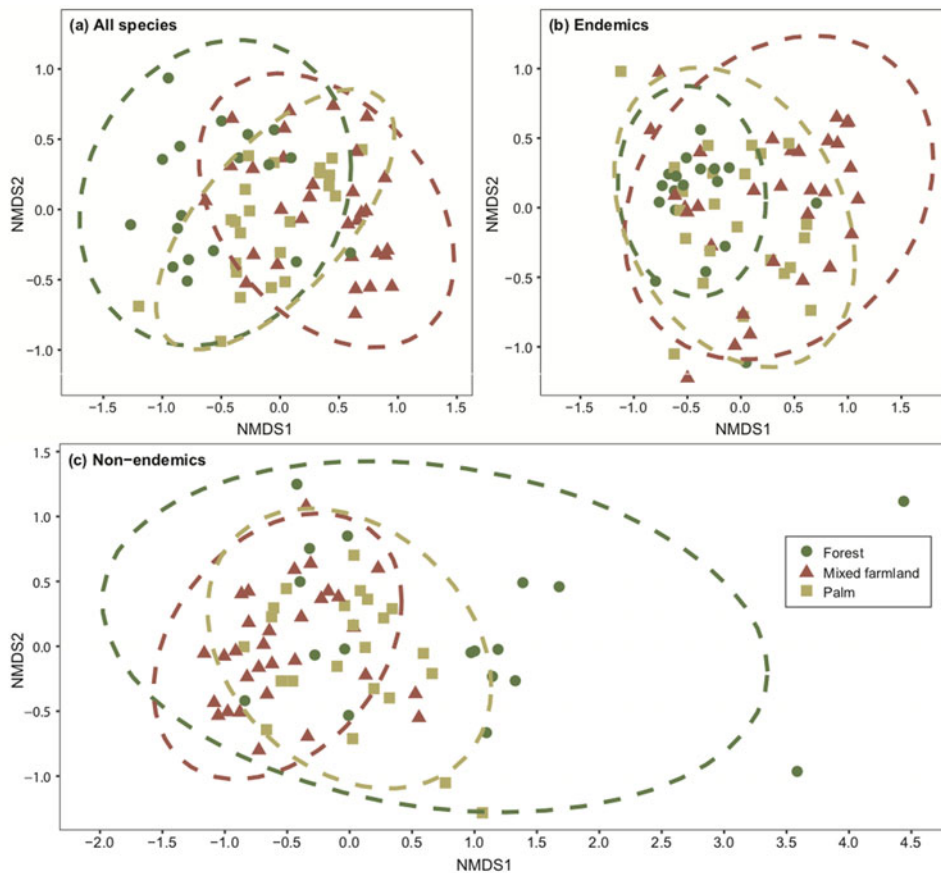 (a) All species
1.0
0.5
0.0
−0.5
−1.0
NMDS2
−1.5 −1.0 −0.5 0.0 0.5 1.0 1.5
NMDS1
(b) Endemics
1.0
0.5
0.0
−0.5
−1.0
NMDS2
−1.5 −1.0 −0.5 0.0 0.5 1.0 1.5
NMDS1
(c) Non−endemics
1.5
1.0
0.5
0.0
−0.5
−1.0
NMDS2
Forest
Mixed farmland
Palm
−2.0 −1.5 −1.0 −0.5 0.0 0.5 1.0 1.5 2.0 2.5 3.0 3.5 4.0 4.5
NMDS1